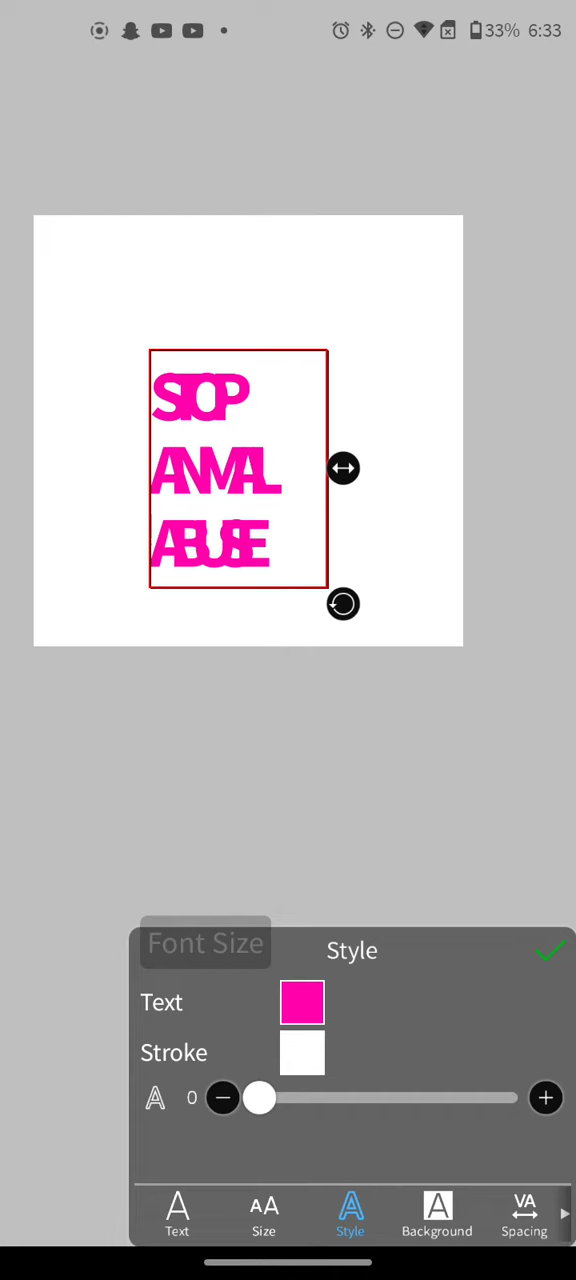 33% 6:33
STOP
ANIMAL
ABUSE
Font Size
Style
Text
Stroke
0
Text Size Style Background Spacing